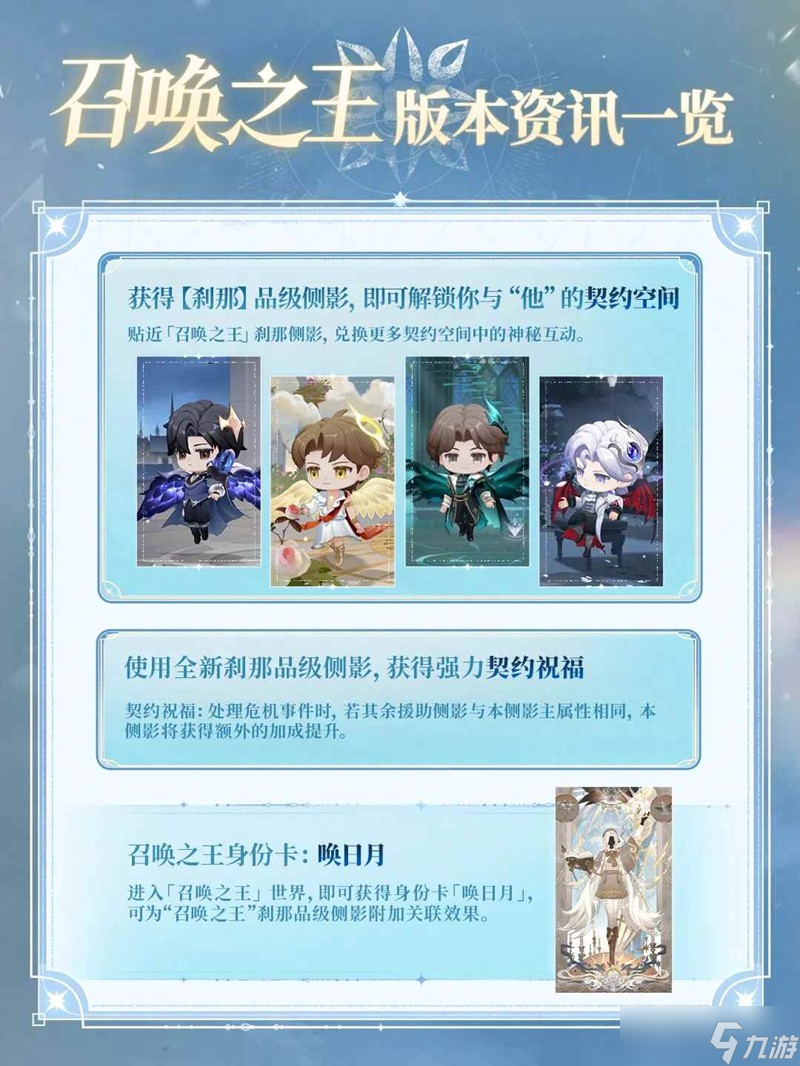 召唤之王 版本资讯一览
获得【刹那】品级侧影, 即可解锁你与“他”的契约空间
贴近「召唤之王」刹那侧影, 兑换更多契约空间中的神秘互动。
使用全新刹那品级侧影, 获得强力契约祝福
契约祝福: 处理危机事件时, 若其余援助侧影与本侧影主属性相同, 本
侧影将获得额外的加成提升。
召唤之王身份卡: 唤日月
进入「召唤之王」世界, 即可获得身份卡「唤日月」,
可为“召唤之王”刹那品级侧影附加关联效果。
九游